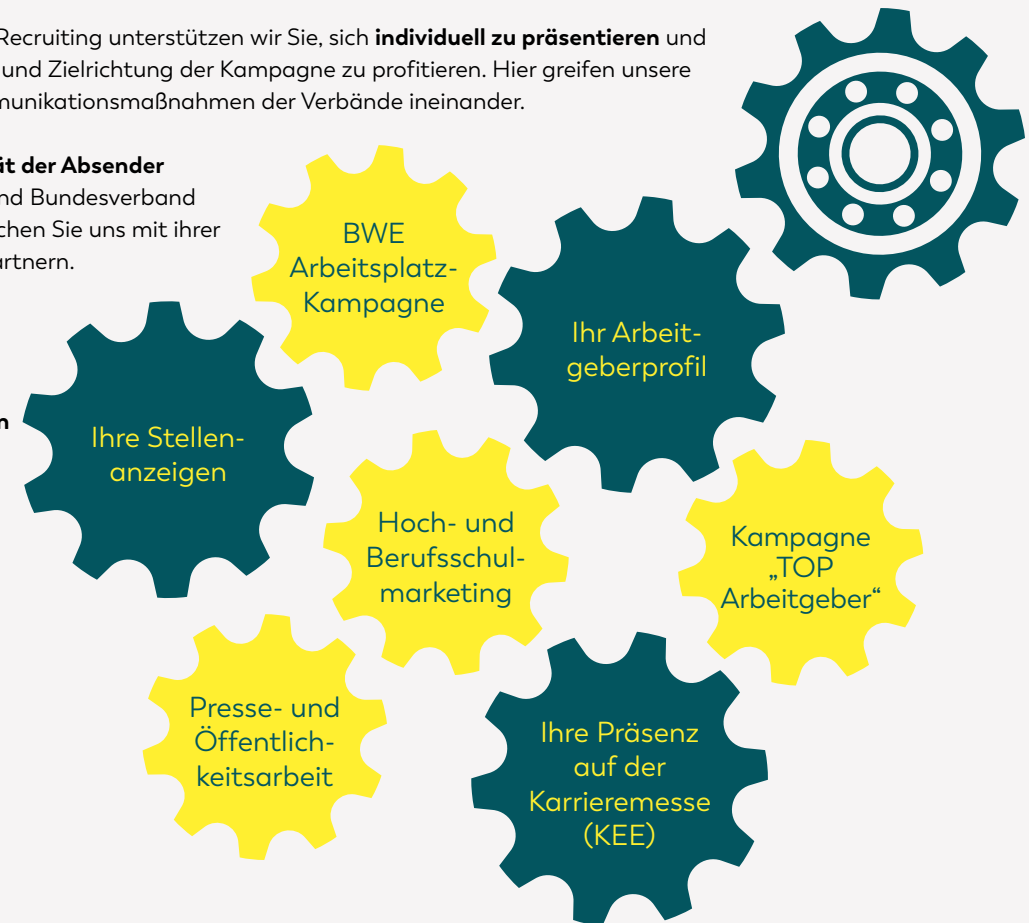 Recruiting unterstützen wir Sie, sich individuell zu präsentieren und
und Zielrichtung der Kampagne zu profitieren. Hier greifen unsere
munikationsmaßnahmen der Verbände ineinander.
ät der Absender
nd Bundesverband
chen Sie uns mit ihrer
artnern.
n
BWE
Arbeitsplatz-
Kampagne
Ihr Arbeit-
geberprofil
Ihre Stellen-
anzeigen
Hoch- und
Berufsschul-
marketing
Kampagne
„TOP
Arbeitgeber“
Presse- und
Öffentlich-
keitsarbeit
Ihre Präsenz
auf der
Karrieremesse
(KEE)